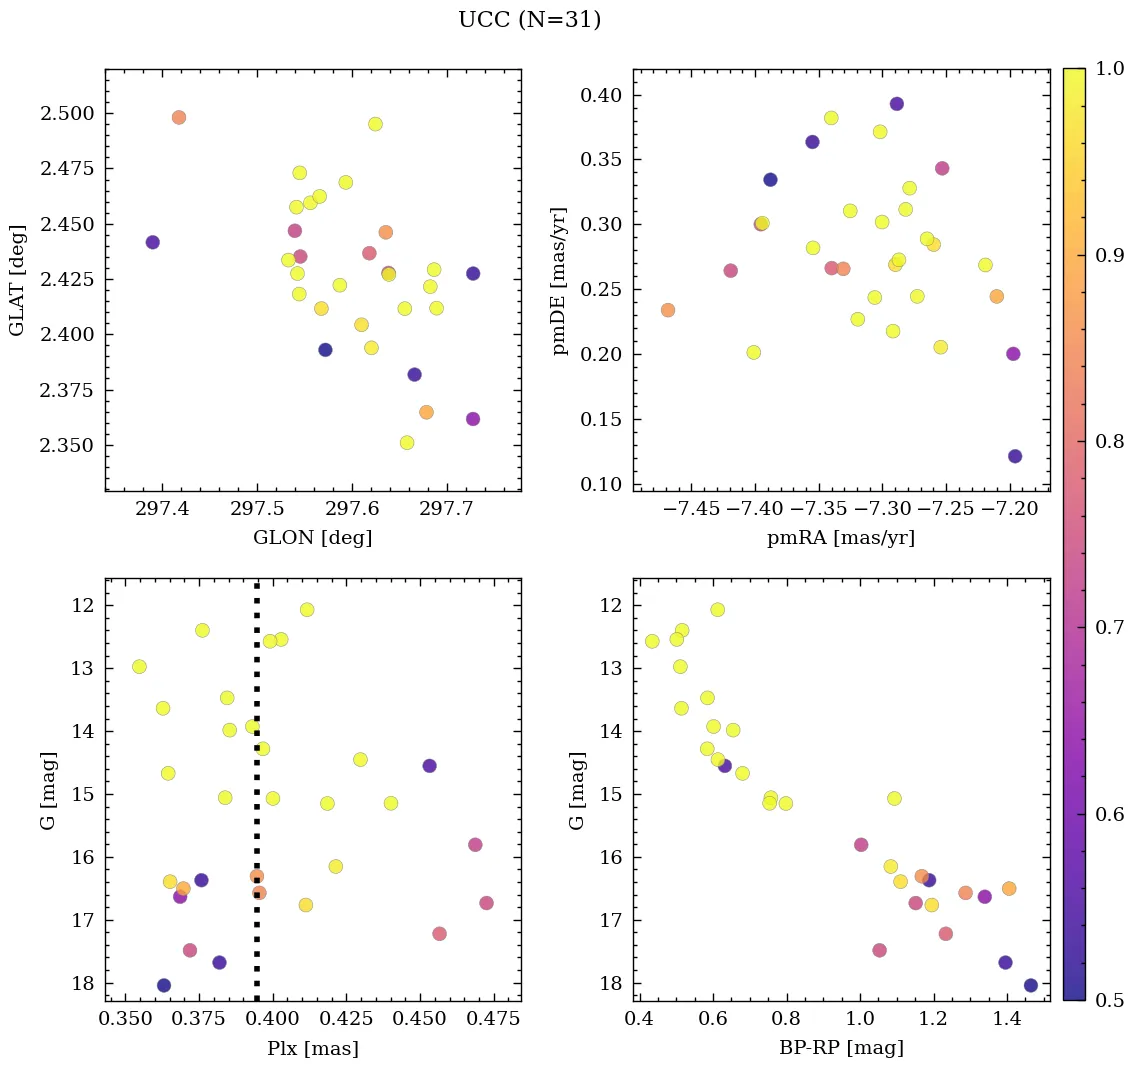 UCC (N=31)
2.500
2.475
2.450
2.425
2.400
2.375
2.350
GLAT [deg]
297.4 297.5 297.6 297.7
GLON [deg]
0.40
0.35
0.30
0.25
0.20
0.15
0.10
pmDE [mas/yr]
−7.45 −7.40 −7.35 −7.30 −7.25 −7.20
pmRA [mas/yr]
12
13
14
15
16
17
18
G [mag]
0.350 0.375 0.400 0.425 0.450 0.475
Plx [mas]
12
13
14
15
16
17
18
G [mag]
0.4 0.6 0.8 1.0 1.2 1.4
BP-RP [mag]
1.0
0.9
0.8
0.7
0.6
0.5